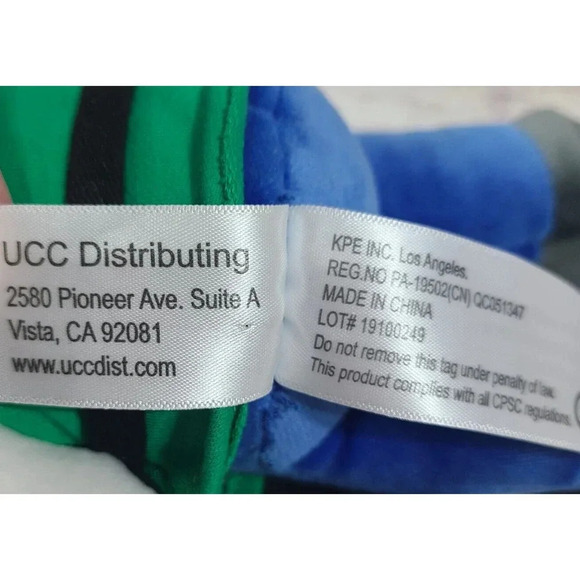 UCC Distributing
2580 Pioneer Ave. Suite A
Vista, CA 92081
www.uccdist.com
KPE INC. Los Angeles.
REG.NO PA-19502(CN) QC051347
MADE IN CHINA
LOT# 19100249
Do not remove this tag under penalty of law.
This product complies with all CPSC regulations.